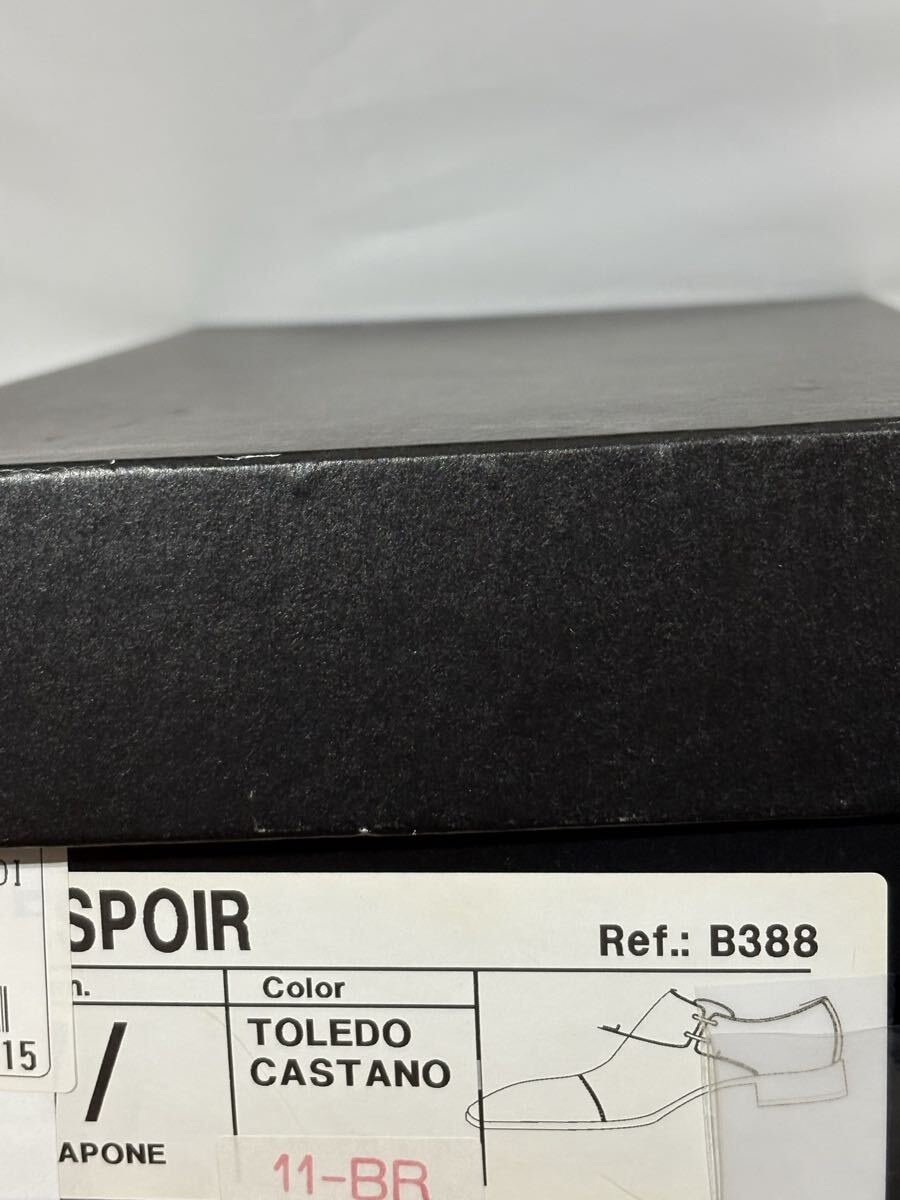 SPOIR
Ref.: B388
Color
TOLEDO
CASTANO
/
15
APONE
11-BR